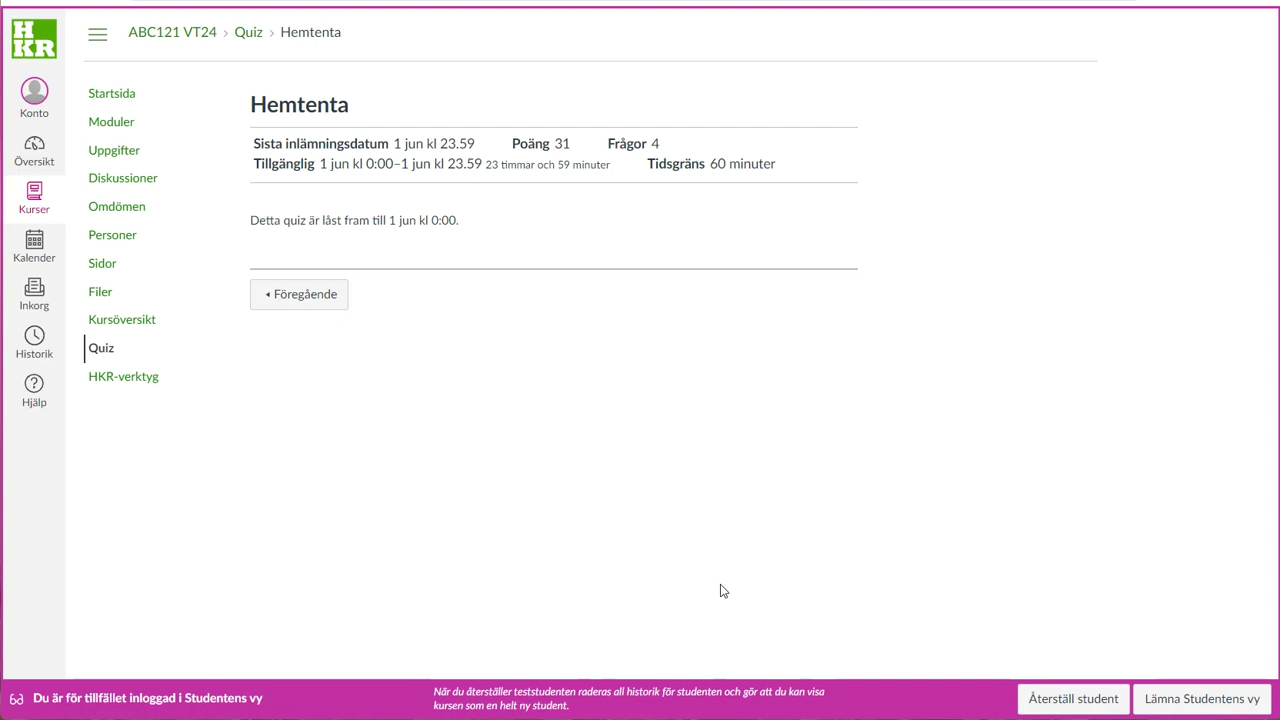 HKR
ABC121 VT24 › Quiz › Hemtenta
Konto
Översikt
Kurser
Kalender
Inkorg
Historik
Hjälp
Startsida
Moduler
Uppgifter
Diskussioner
Omdömen
Personer
Sidor
Filer
Kursöversikt
Quiz
HKR-verktyg
Hemtenta
Sista inlämningsdatum 1 jun kl 23.59 Poäng 31 Frågor 4
Tillgänglig 1 jun kl 0:00–1 jun kl 23.59 23 timmar och 59 minuter Tidsgräns 60 minuter
Detta quiz är låst fram till 1 jun kl 0:00.
Föregående
Du är för tillfället inloggad i Studentens vy
När du återställer teststudenten raderas all historik för studenten och gör att du kan visa
kursen som en helt ny student.
Återställ student
Lämna Studentens vy